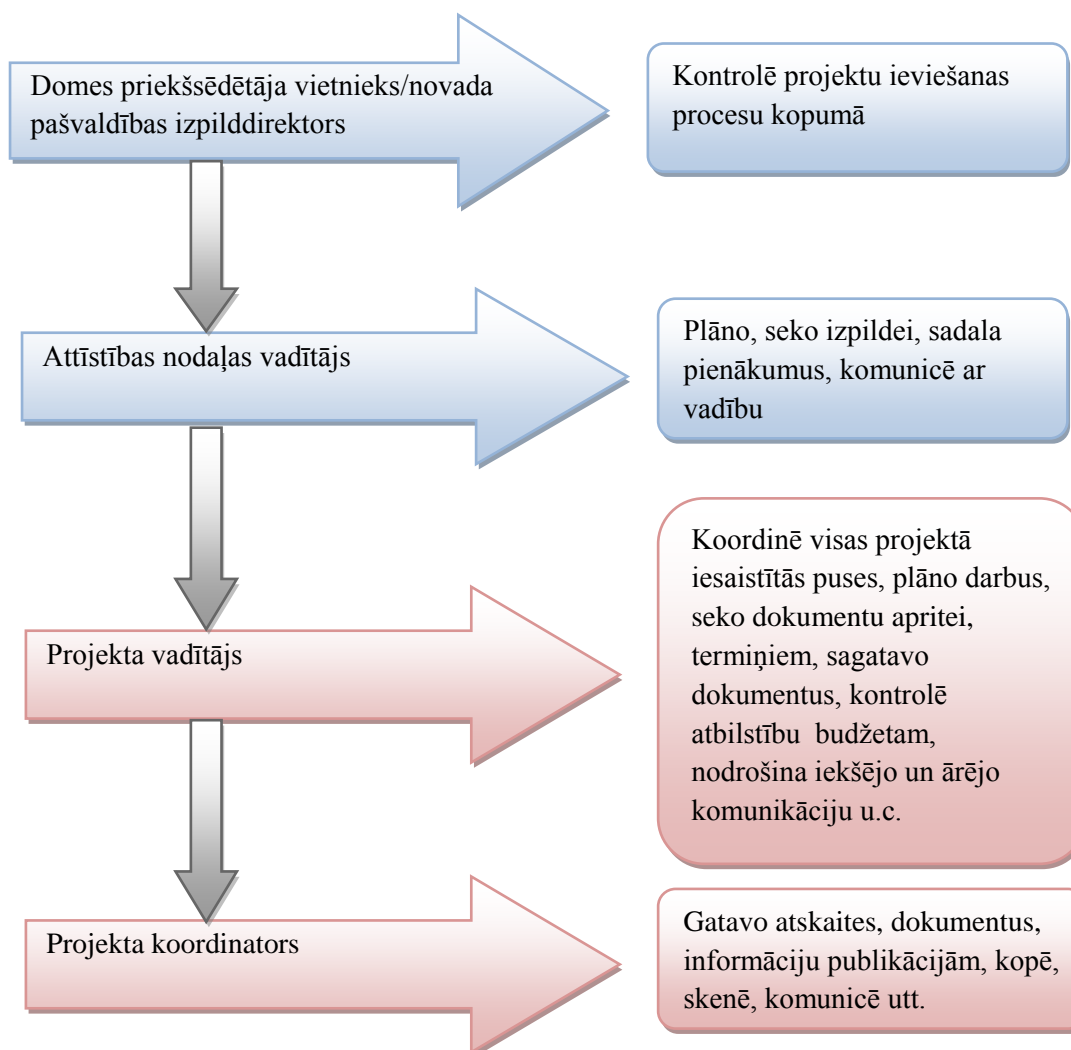 Domes priekšsēdētāja vietnieks/novada
pašvaldības izpilddirektors
Kontrolē projektu ieviešanas
procesu kopumā
Attīstības nodaļas vadītājs
Plāno, seko izpildei, sadala
pienākumus, komunicē ar
vadību
Projekta vadītājs
Koordinē visas projektā
iesaistītās puses, plāno darbus,
seko dokumentu apritei,
termiņiem, sagatavo
dokumentus, kontrolē
atbilstību  budžetam,
nodrošina iekšējo un ārējo
komunikāciju u.c.
Projekta koordinators
Gatavo atskaites, dokumentus,
informāciju publikācijām, kopē,
skenē, komunicē utt.